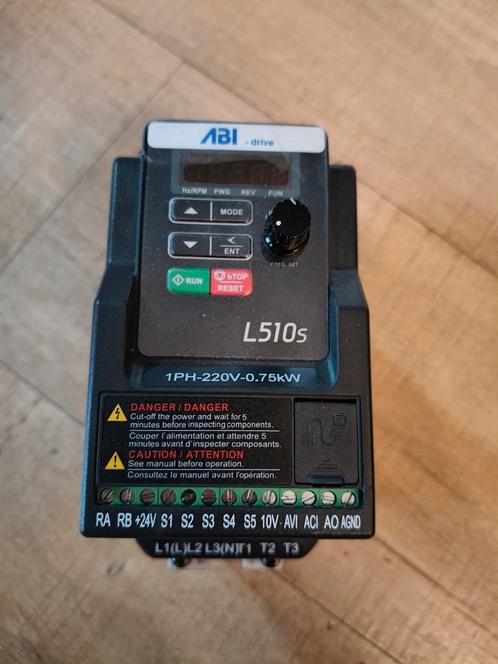 ABI - drive
Hz/RPM FWD REV FUN
MODE
< ENT
FREQ. SET
RUN
STOP
RESET
L510s
1PH-220V-0.75kW
DANGER / DANGER
Cut-off the power and wait for 5
minutes before inspecting components.
Couper l'alimentation et attendre 5
minutes avant d'inspecter composants.
CAUTION / ATTENTION
See manual before operation.
Consultez le manuel avant l'opération.
RA RB +24V S1 S2 S3 S4 S5 10V AVI ACI AO AGND
L1(L) L2 L3(N) T1 T2 T3